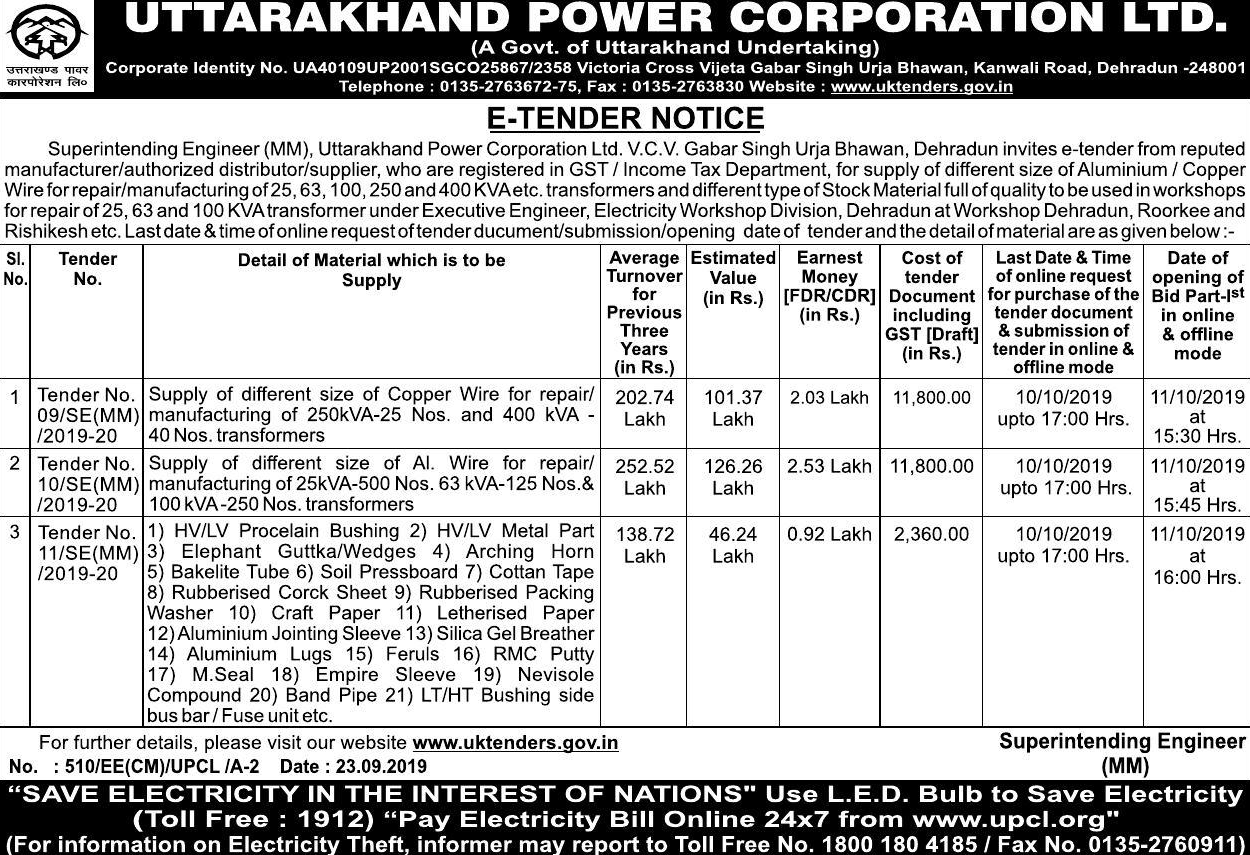 उत्तराखण्ड पावर
कारपोरेशन लि०
UTTARAKHAND POWER CORPORATION LTD.
(A Govt. of Uttarakhand Undertaking)
Corporate Identity No. UA40109UP2001SGCO25867/2358 Victoria Cross Vijeta Gabar Singh Urja Bhawan, Kanwali Road, Dehradun -248001
Telephone : 0135-2763672-75, Fax : 0135-2763830 Website : www.uktenders.gov.in
E-TENDER NOTICE
Superintending Engineer (MM), Uttarakhand Power Corporation Ltd. V.C.V. Gabar Singh Urja Bhawan, Dehradun invites e-tender from reputed
manufacturer/authorized distributor/supplier, who are registered in GST / Income Tax Department, for supply of different size of Aluminium / Copper
Wire for repair/manufacturing of 25, 63, 100, 250 and 400 KVA etc. transformers and different type of Stock Material full of quality to be used in workshops
for repair of 25, 63 and 100 KVA transformer under Executive Engineer, Electricity Workshop Division, Dehradun at Workshop Dehradun, Roorkee and
Rishikesh etc. Last date & time of online request of tender ducument/submission/opening date of tender and the detail of material are as given below :-
Sl.
No.
Tender
No.
Detail of Material which is to be
Supply
Average
Turnover
for
Previous
Three
Years
(in Rs.)
Estimated
Value
(in Rs.)
Earnest
Money
[FDR/CDR]
(in Rs.)
Cost of
tender
Document
including
GST [Draft]
(in Rs.)
Last Date & Time
of online request
for purchase of the
tender document
& submission of
tender in online &
offline mode
Date of
opening of
Bid Part-Ist
in online
& offline
mode
1
Tender No.
09/SE(MM)
/2019-20
Supply of different size of Copper Wire for repair/
manufacturing of 250kVA-25 Nos. and 400 kVA -
40 Nos. transformers
202.74
Lakh
101.37
Lakh
2.03 Lakh
11,800.00
10/10/2019
upto 17:00 Hrs.
11/10/2019
at
15:30 Hrs.
2
Tender No.
10/SE(MM)
/2019-20
Supply of different size of Al. Wire for repair/
manufacturing of 25kVA-500 Nos. 63 kVA-125 Nos.&
100 kVA -250 Nos. transformers
252.52
Lakh
126.26
Lakh
2.53 Lakh
11,800.00
10/10/2019
upto 17:00 Hrs.
11/10/2019
at
15:45 Hrs.
3
Tender No.
11/SE(MM)
/2019-20
1) HV/LV Procelain Bushing 2) HV/LV Metal Part
3) Elephant Guttka/Wedges 4) Arching Horn
5) Bakelite Tube 6) Soil Pressboard 7) Cottan Tape
8) Rubberised Corck Sheet 9) Rubberised Packing
Washer 10) Craft Paper 11) Letherised Paper
12) Aluminium Jointing Sleeve 13) Silica Gel Breather
14) Aluminium Lugs 15) Feruls 16) RMC Putty
17) M.Seal 18) Empire Sleeve 19) Nevisole
Compound 20) Band Pipe 21) LT/HT Bushing side
bus bar / Fuse unit etc.
138.72
Lakh
46.24
Lakh
0.92 Lakh
2,360.00
10/10/2019
upto 17:00 Hrs.
11/10/2019
at
16:00 Hrs.
For further details, please visit our website www.uktenders.gov.in
Superintending Engineer
(MM)
No. : 510/EE(CM)/UPCL /A-2 Date : 23.09.2019
“SAVE ELECTRICITY IN THE INTEREST OF NATIONS" Use L.E.D. Bulb to Save Electricity
(Toll Free : 1912) “Pay Electricity Bill Online 24x7 from www.upcl.org"
(For information on Electricity Theft, informer may report to Toll Free No. 1800 180 4185 / Fax No. 0135-2760911)